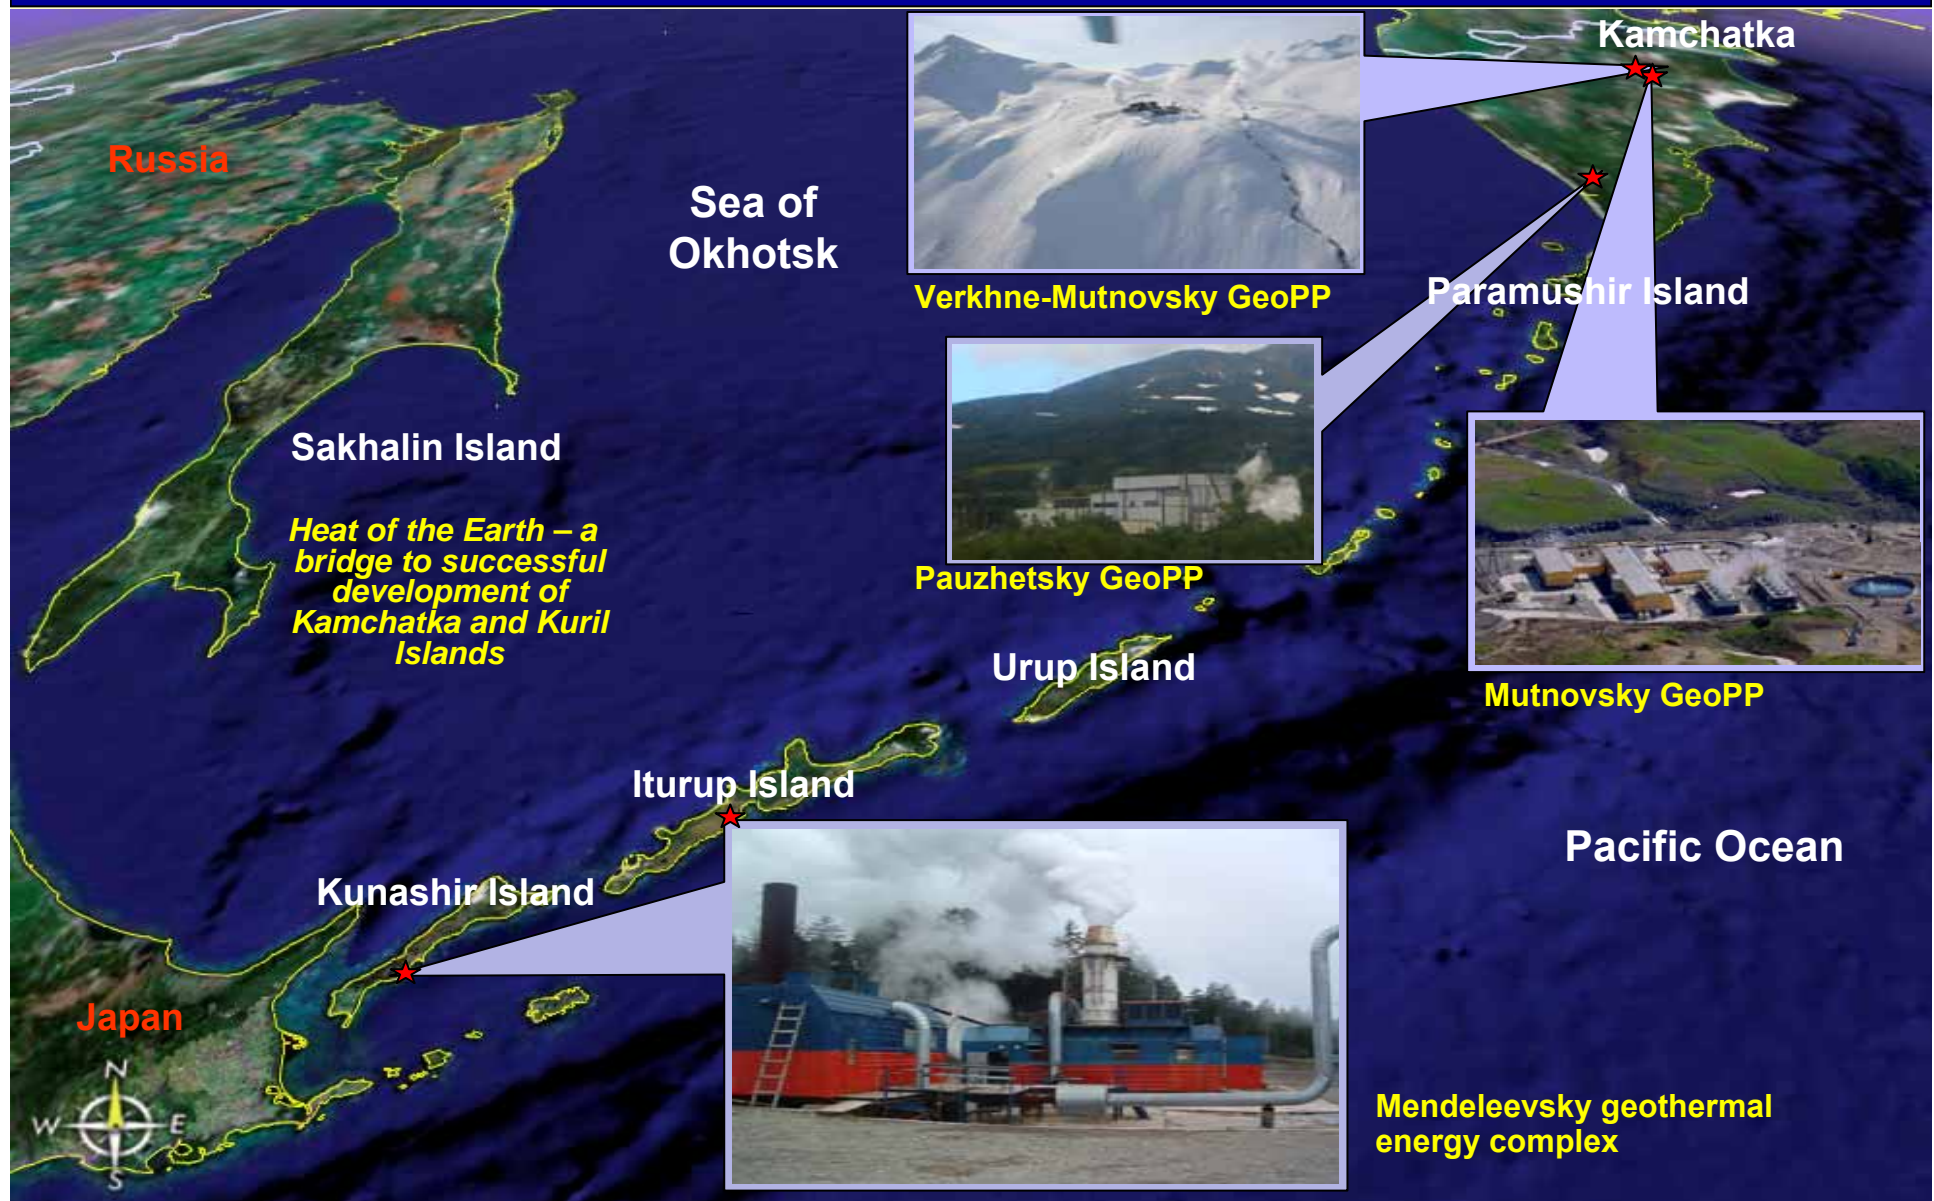 Kamchatka
Russia
Sea of
Okhotsk
Verkhne-Mutnovsky GeoPP
Paramushir Island
Sakhalin Island
Heat of the Earth – a
bridge to successful
development of
Kamchatka and Kuril
Islands
Pauzhetsky GeoPP
Urup Island
Mutnovsky GeoPP
Iturup Island
Pacific Ocean
Kunashir Island
Japan
N
W E
S
Mendeleevsky geothermal
energy complex